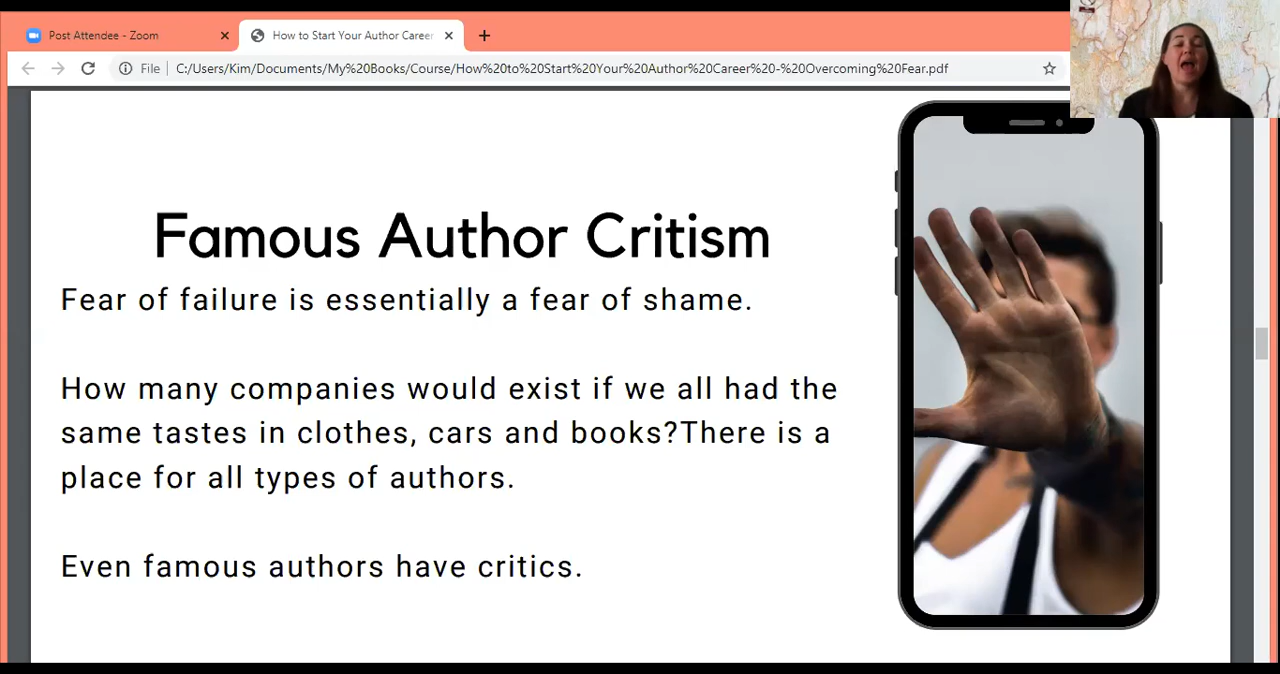 Post Attendee - Zoom
How to Start Your Author Career
File
C:/Users/Kim/Documents/My%20Books/Course/How%20to%20Start%20Your%20Author%20Career%20-%20Overcoming%20Fear.pdf
Famous Author Critism
Fear of failure is essentially a fear of shame.
How many companies would exist if we all had the
same tastes in clothes, cars and books?There is a
place for all types of authors.
Even famous authors have critics.